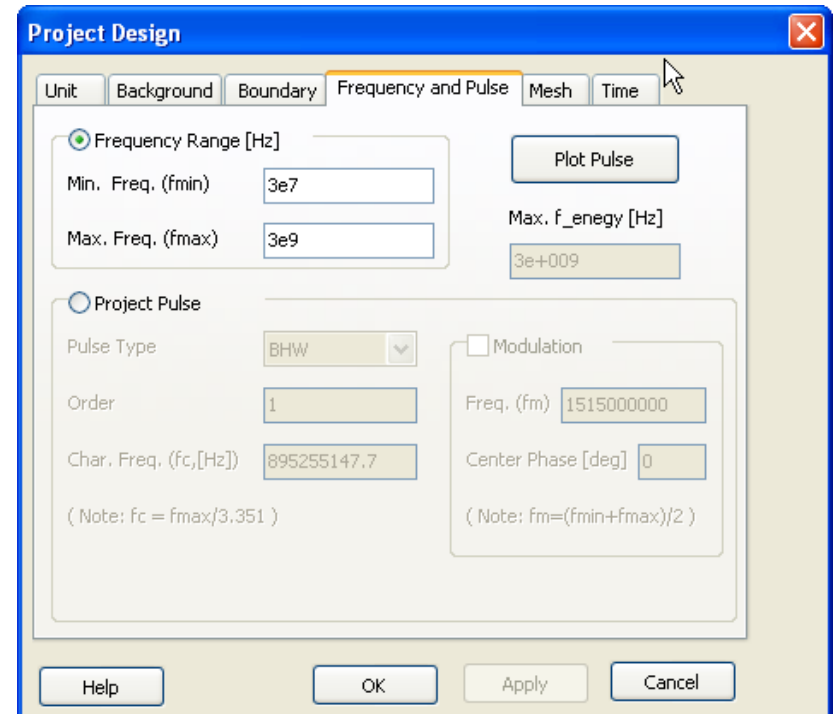 Project Design
Unit Background Boundary Frequency and Pulse Mesh Time
Frequency Range [Hz]
Min. Freq. (fmin) 3e7
Max. Freq. (fmax) 3e9
Plot Pulse
Max. f_enegy [Hz]
3e+009
Project Pulse
Pulse Type BHW
Order 1
Char. Freq. (fc,[Hz]) 895255147.7
( Note: fc = fmax/3.351 )
Modulation
Freq. (fm) 1515000000
Center Phase [deg] 0
( Note: fm=(fmin+fmax)/2 )
Help OK Apply Cancel